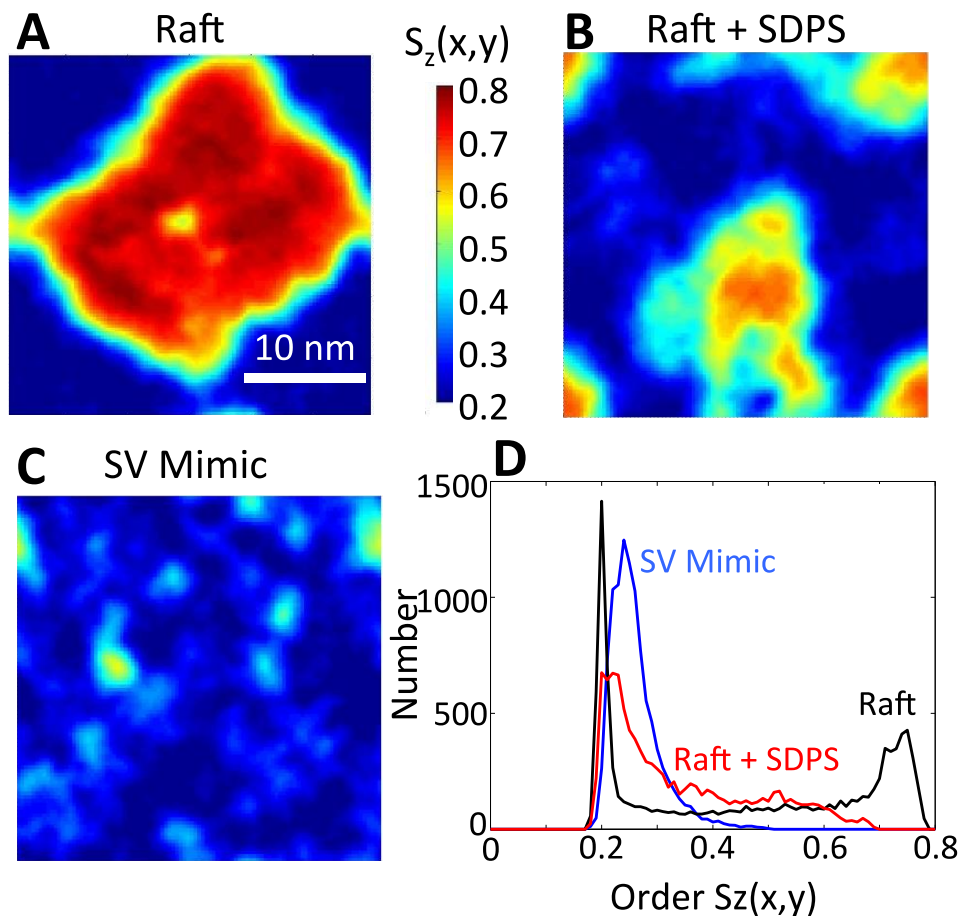 A
Raft
S_z(x,y)
0.8
0.7
0.6
0.5
0.4
0.3
0.2
10 nm
B
Raft + SDPS
C
SV Mimic
D
1500
1000
500
0
Number
SV Mimic
Raft
Raft + SDPS
0
0.2
0.4
0.6
0.8
Order Sz(x,y)